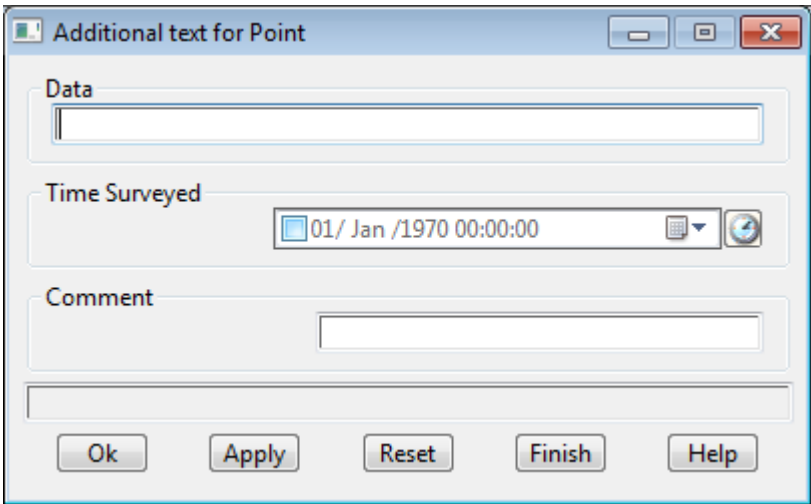 Additional text for Point
Data
Time Surveyed
01/ Jan /1970 00:00:00
Comment
Ok Apply Reset Finish Help